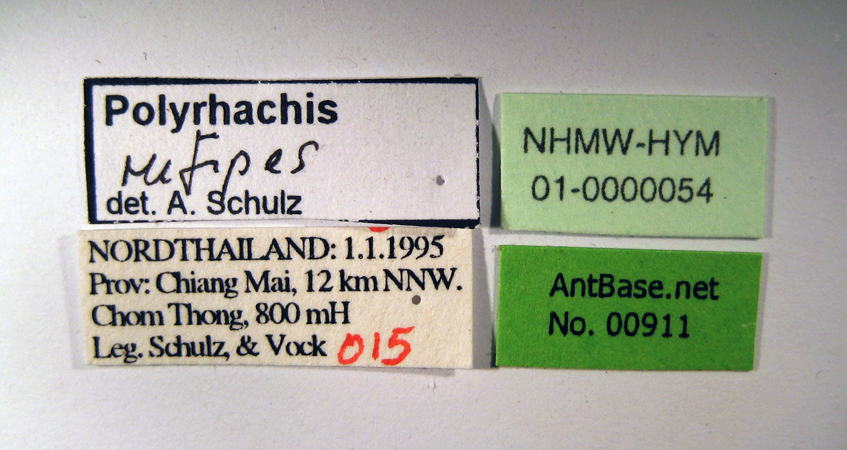 Polyrhachis
rufipes
det. A. Schulz
NORDTHAILAND: 1.1.1995
Prov: Chiang Mai, 12 km NNW.
Chom Thong, 800 mH
Leg. Schulz, & Vock 015
NHMW-HYM
01-0000054
AntBase.net
No. 00911